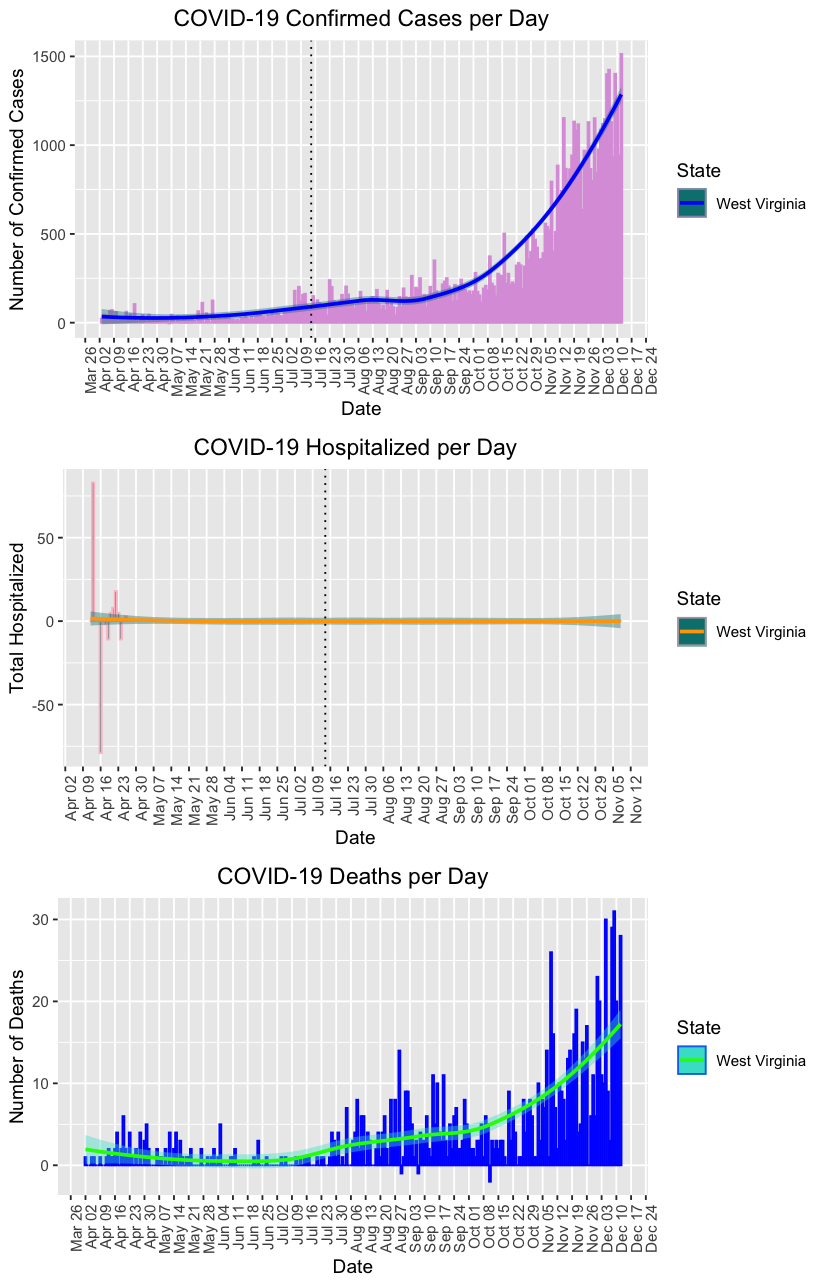 COVID-19 Confirmed Cases per Day
Number of Confirmed Cases
1500
1000
500
0
Mar 26
Apr 02
Apr 09
Apr 16
Apr 23
Apr 30
May 07
May 14
May 21
May 28
Jun 04
Jun 11
Jun 18
Jun 25
Jul 02
Jul 09
Jul 16
Jul 23
Jul 30
Aug 06
Aug 13
Aug 20
Aug 27
Sep 03
Sep 10
Sep 17
Sep 24
Oct 01
Oct 08
Oct 15
Oct 22
Oct 29
Nov 05
Nov 12
Nov 19
Nov 26
Dec 03
Dec 10
Dec 17
Dec 24
Date
State
West Virginia
COVID-19 Hospitalized per Day
Total Hospitalized
50
0
-50
Apr 02
Apr 09
Apr 16
Apr 23
Apr 30
May 07
May 14
May 21
May 28
Jun 04
Jun 11
Jun 18
Jun 25
Jul 02
Jul 09
Jul 16
Jul 23
Jul 30
Aug 06
Aug 13
Aug 20
Aug 27
Sep 03
Sep 10
Sep 17
Sep 24
Oct 01
Oct 08
Oct 15
Oct 22
Oct 29
Nov 05
Nov 12
Date
State
West Virginia
COVID-19 Deaths per Day
Number of Deaths
30
20
10
0
Mar 26
Apr 02
Apr 09
Apr 16
Apr 23
Apr 30
May 07
May 14
May 21
May 28
Jun 04
Jun 11
Jun 18
Jun 25
Jul 02
Jul 09
Jul 16
Jul 23
Jul 30
Aug 06
Aug 13
Aug 20
Aug 27
Sep 03
Sep 10
Sep 17
Sep 24
Oct 01
Oct 08
Oct 15
Oct 22
Oct 29
Nov 05
Nov 12
Nov 19
Nov 26
Dec 03
Dec 10
Dec 17
Dec 24
Date
State
West Virginia